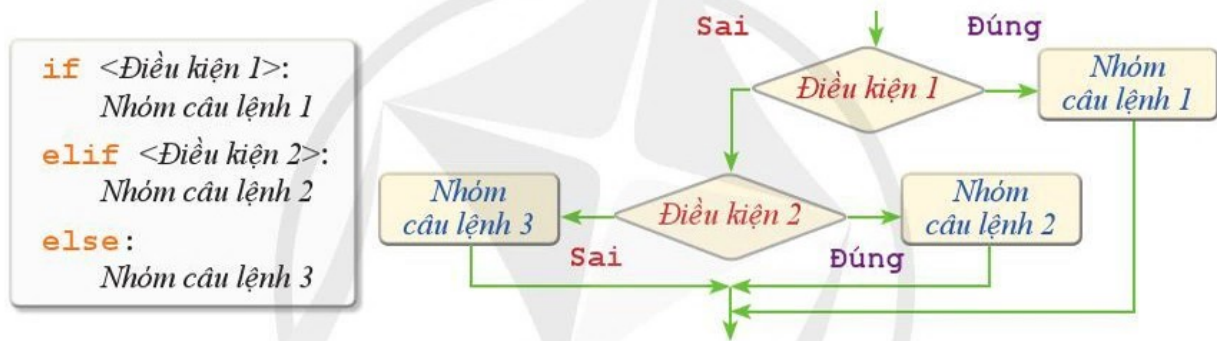 if <Điều kiện 1>:
Nhóm câu lệnh 1
elif <Điều kiện 2>:
Nhóm câu lệnh 2
else:
Nhóm câu lệnh 3
Sai
Đúng
Điều kiện 1
Nhóm
câu lệnh 1
Nhóm
câu lệnh 3
Điều kiện 2
Nhóm
câu lệnh 2
Sai
Đúng